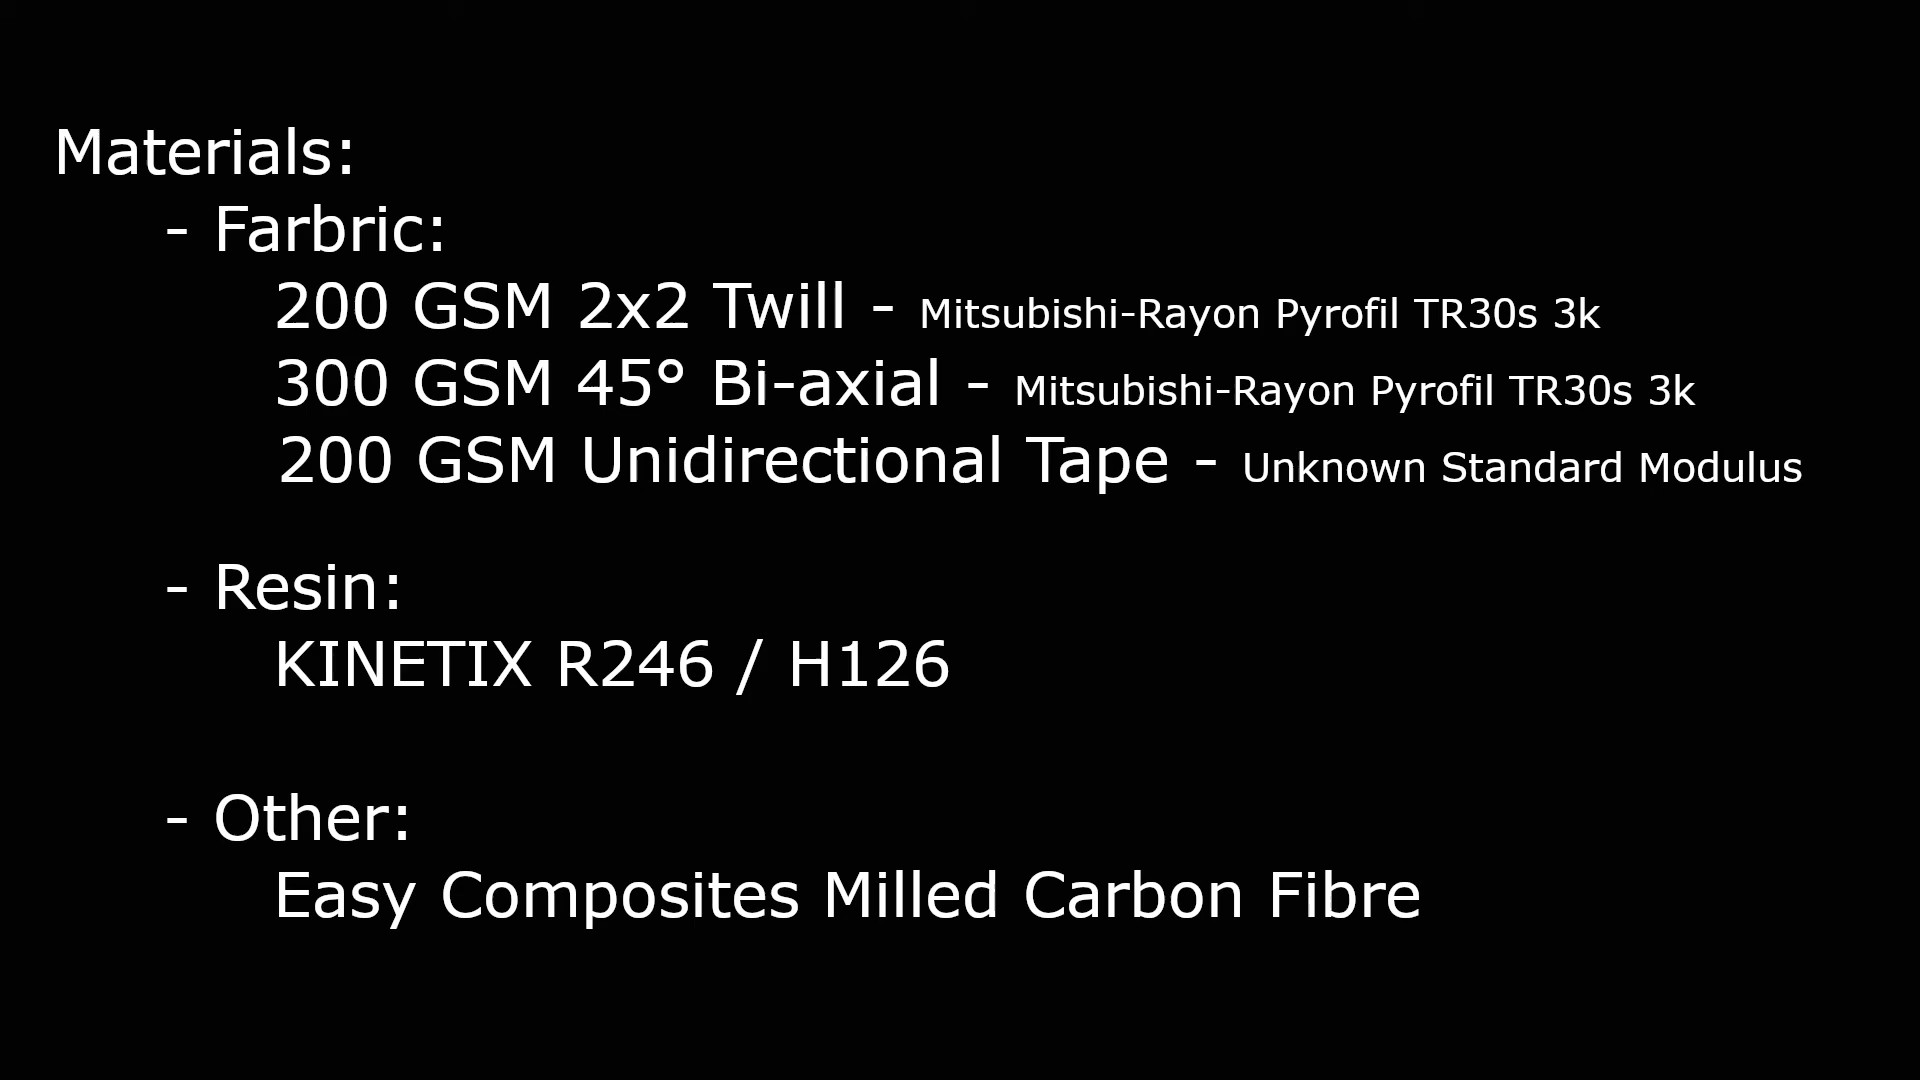 Materials:
- Farbric:
200 GSM 2x2 Twill - Mitsubishi-Rayon Pyrofil TR30s 3k
300 GSM 45° Bi-axial - Mitsubishi-Rayon Pyrofil TR30s 3k
200 GSM Unidirectional Tape - Unknown Standard Modulus
- Resin:
KINETIX R246 / H126
- Other:
Easy Composites Milled Carbon Fibre